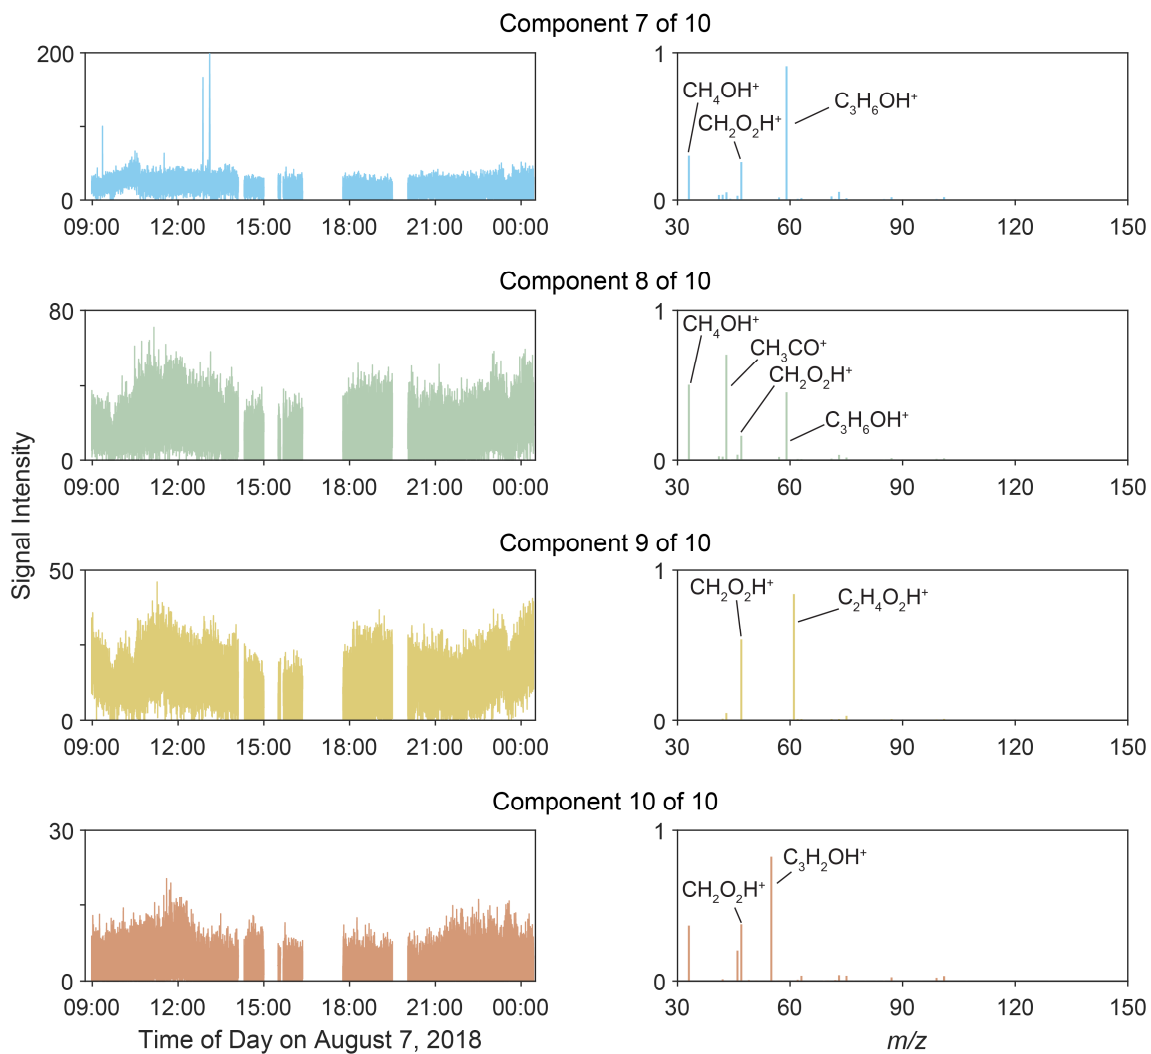 Component 7 of 10
200
0
09:00 12:00 15:00 18:00 21:00 00:00
1
0
30 60 90 120 150
CH₄OH⁺
CH₂O₂H⁺
C₃H₆OH⁺
Component 8 of 10
80
0
09:00 12:00 15:00 18:00 21:00 00:00
1
0
30 60 90 120 150
CH₄OH⁺
CH₃CO⁺
CH₂O₂H⁺
C₃H₆OH⁺
Signal Intensity
Component 9 of 10
50
0
09:00 12:00 15:00 18:00 21:00 00:00
1
0
30 60 90 120 150
CH₂O₂H⁺
C₂H₄O₂H⁺
Component 10 of 10
30
0
09:00 12:00 15:00 18:00 21:00 00:00
Time of Day on August 7, 2018
1
0
30 60 90 120 150
C₃H₂OH⁺
CH₂O₂H⁺
m/z